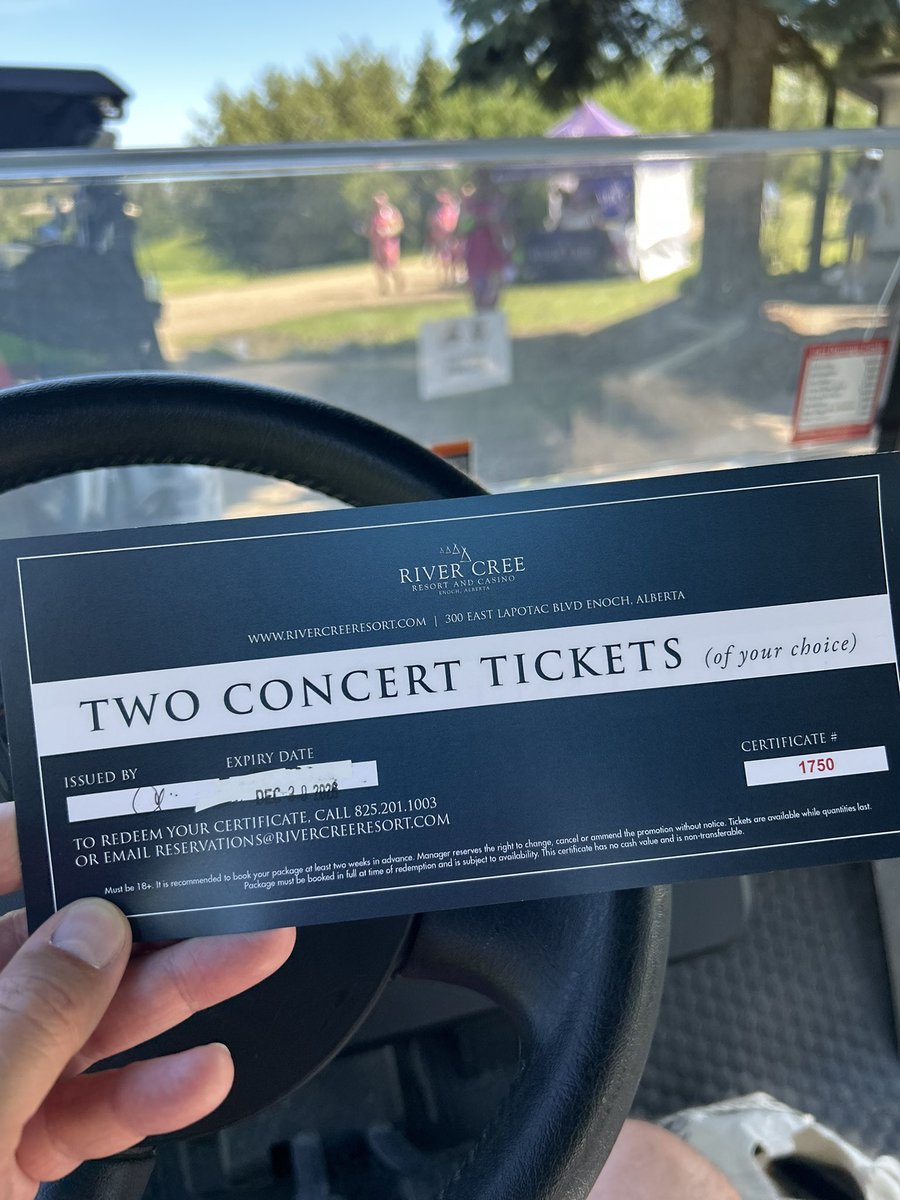 RIVER CREE
RESORT AND CASINO
ENOCH, ALBERTA
WWW.RIVERCREERESORT.COM | 300 EAST LAPOTAC BLVD ENOCH, ALBERTA
TWO CONCERT TICKETS (of your choice)
ISSUED BY
EXPIRY DATE
DEC 30
CERTIFICATE #
1750
TO REDEEM YOUR CERTIFICATE, CALL 825.201.1003
OR EMAIL RESERVATIONS@RIVERCREERESORT.COM
Must be 18+. It is recommended to book your package at least two weeks in advance. Manager reserves the right to change, cancel or ammend the promotion without notice. Tickets are available while quantities last.
Package must be booked in full at time of redemption and is subject to availability. This certificate has no cash value and is non-transferable.